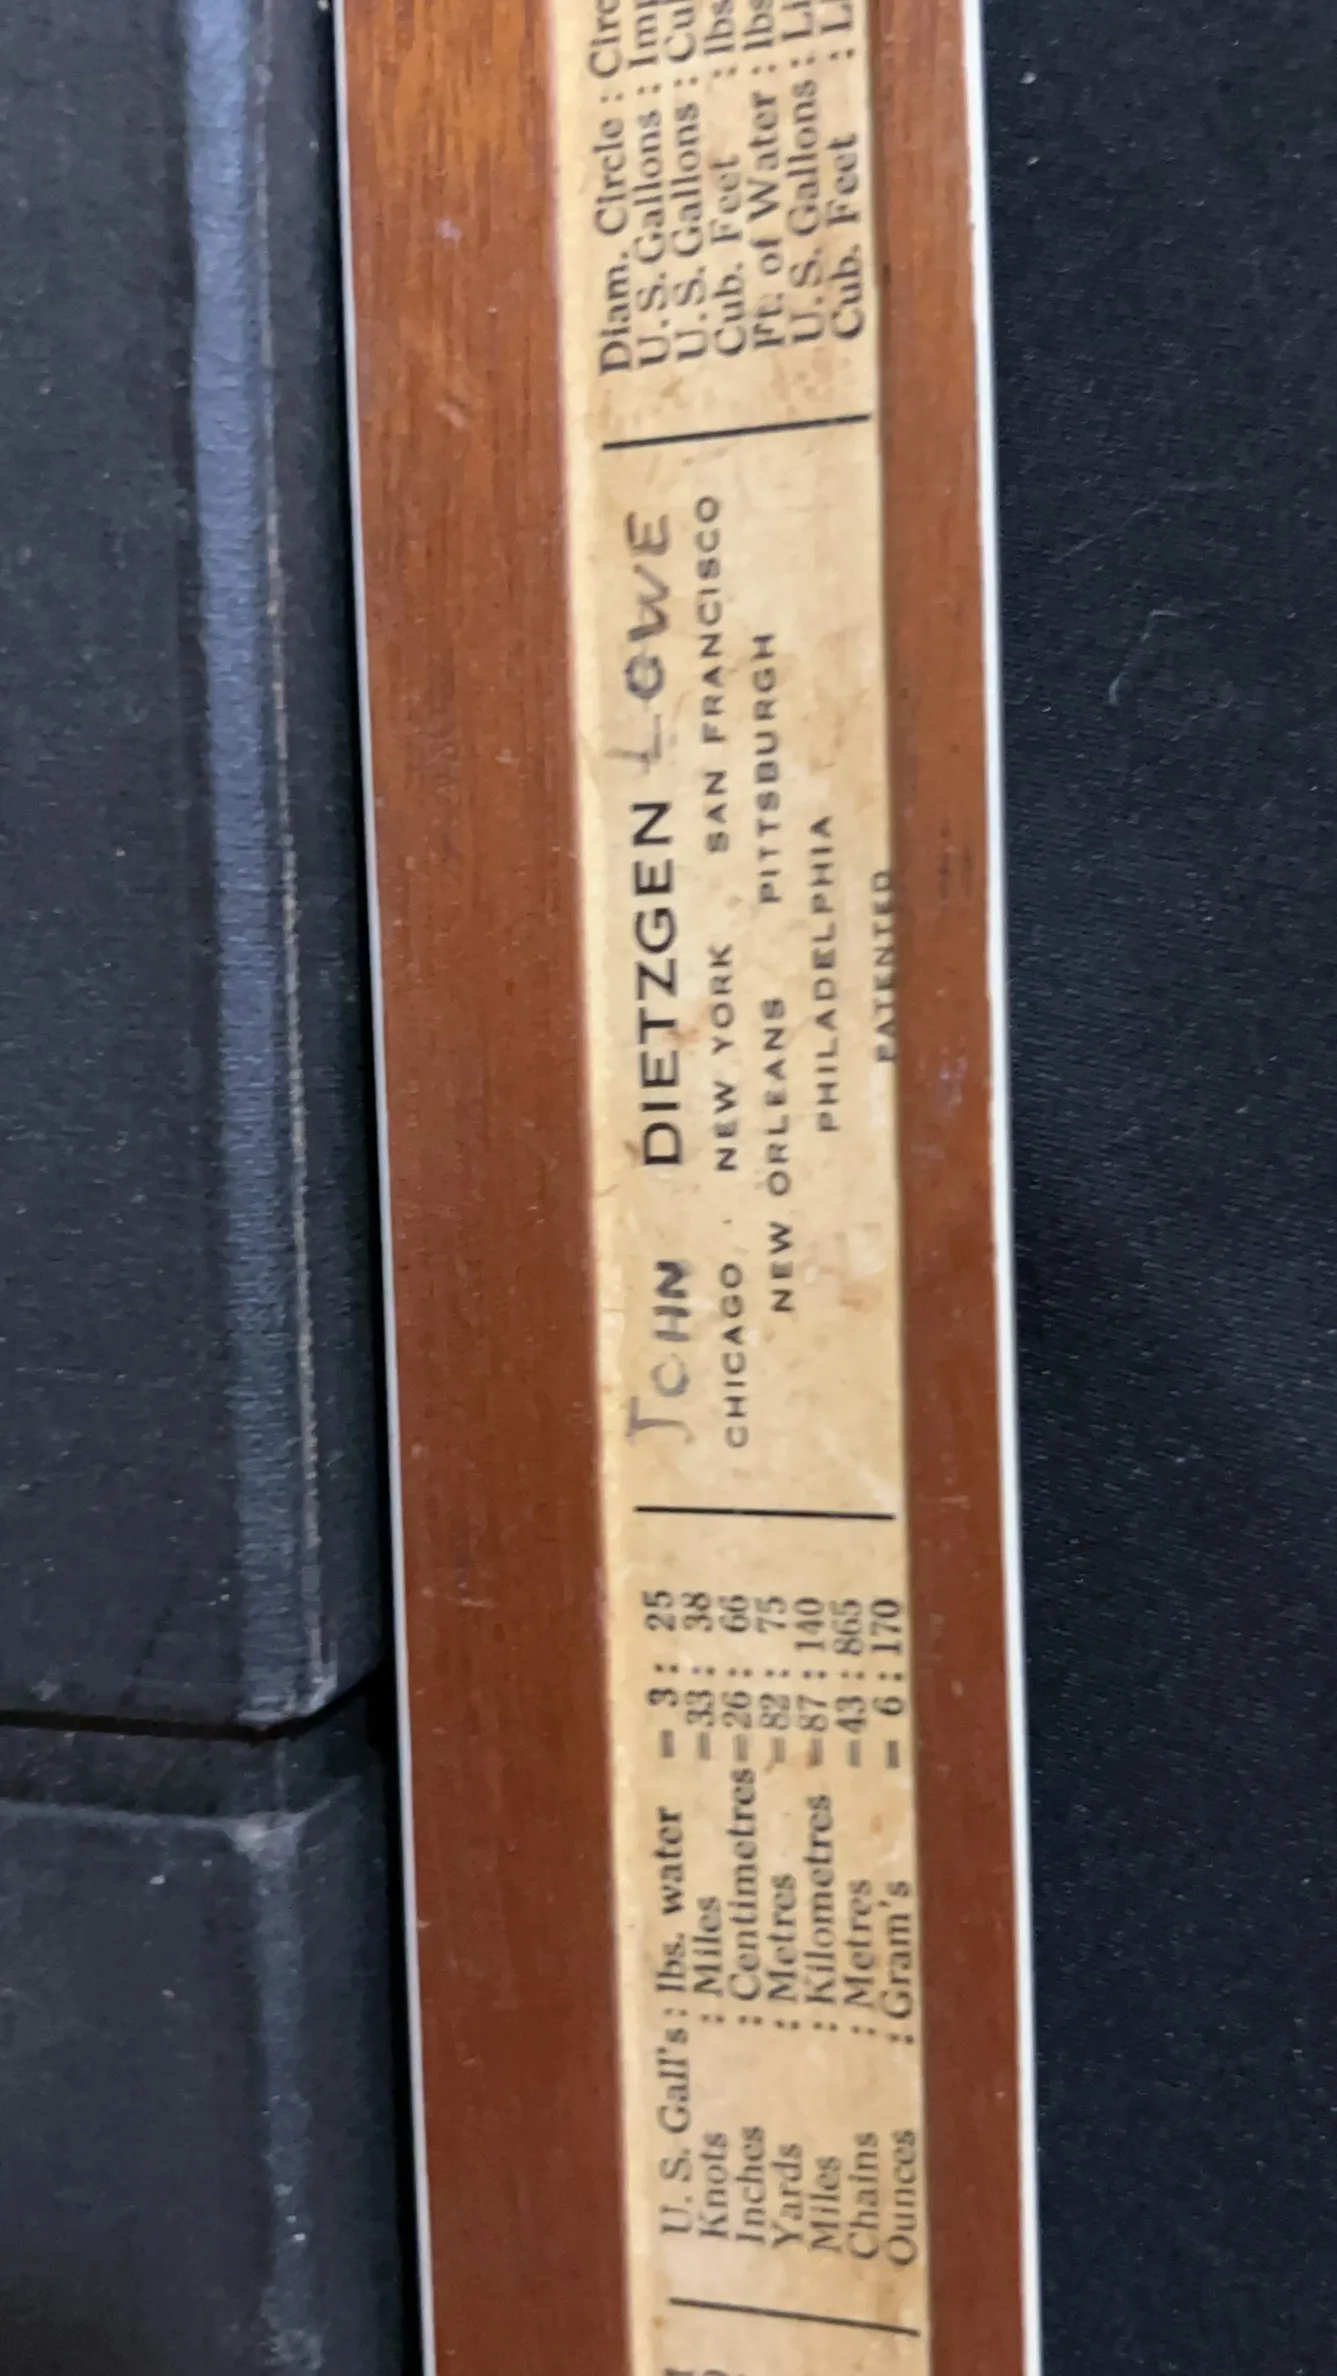 U. S. Gall's : lbs. water = 3 : 25
Knots : Miles =33 : 38
Inches : Centimetres=26 : 66
Yards : Metres =82 : 75
Miles : Kilometres =87 : 140
Chains : Metres =43 : 865
Ounces : Gram's = 6 : 170
JOHN DIETZGEN LOWE
CHICAGO NEW YORK SAN FRANCISCO
NEW ORLEANS PITTSBURGH
PHILADELPHIA
PATENTED
Diam. Circle : Circ
U.S. Gallons : Imp
U.S. Gallons : Cu
Cub. Feet : lbs
Ft. of Water : lbs
U.S. Gallons : Li
Cub. Feet : L